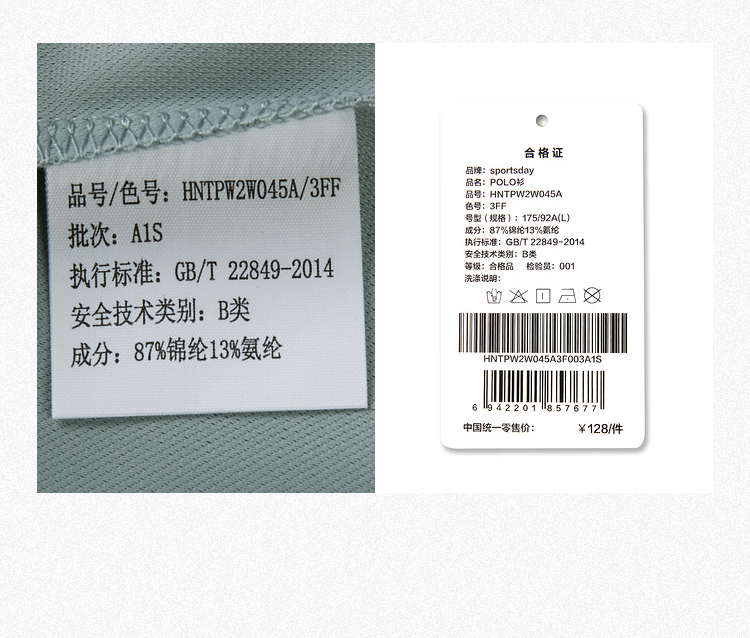 品号/色号：HNTPW2W045A/3FF
批次：A1S
执行标准：GB/T 22849-2014
安全技术类别：B类
成分：87%锦纶13%氨纶
合格证
品牌：sportsday
品名：POLO衫
品号：HNTPW2W045A
色号：3FF
号型（规格）：175/92A(L)
成分：87%锦纶13%氨纶
执行标准：GB/T 22849-2014
安全技术类别：B类
等级：合格品 检验员：001
洗涤说明：
HNTPW2W045A3F003A1S
6 942201 857677
中国统一零售价： ￥128/件